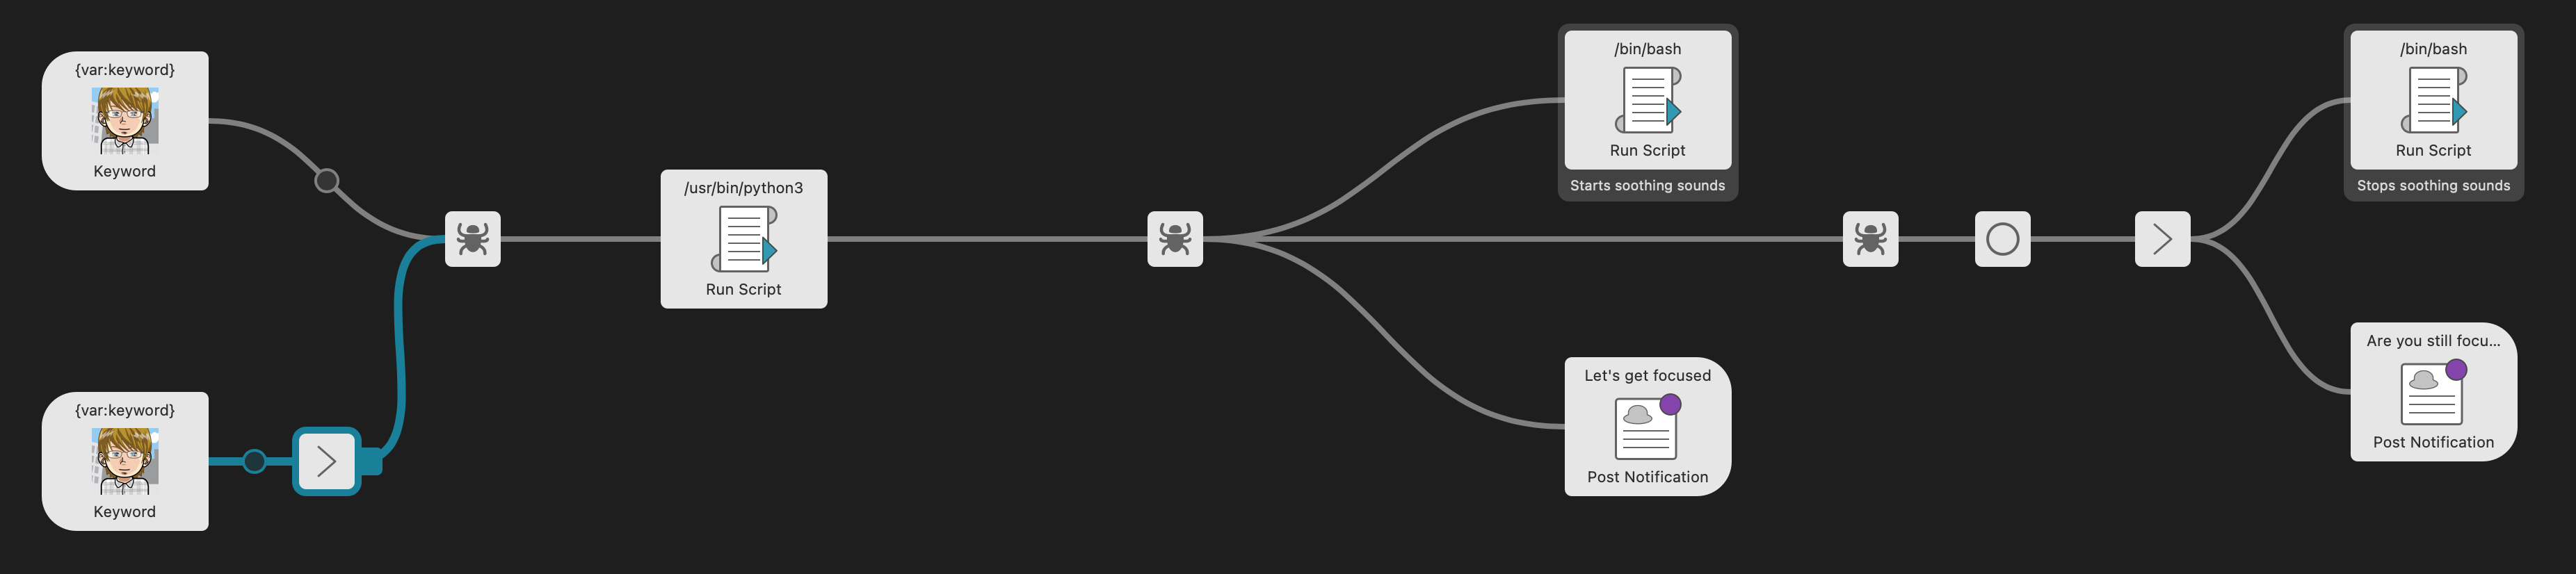 {var:keyword}
Keyword
{var:keyword}
Keyword
/usr/bin/python3
Run Script
/bin/bash
Run Script
Starts soothing sounds
Let's get focused
Post Notification
/bin/bash
Run Script
Stops soothing sounds
Are you still focu...
Post Notification